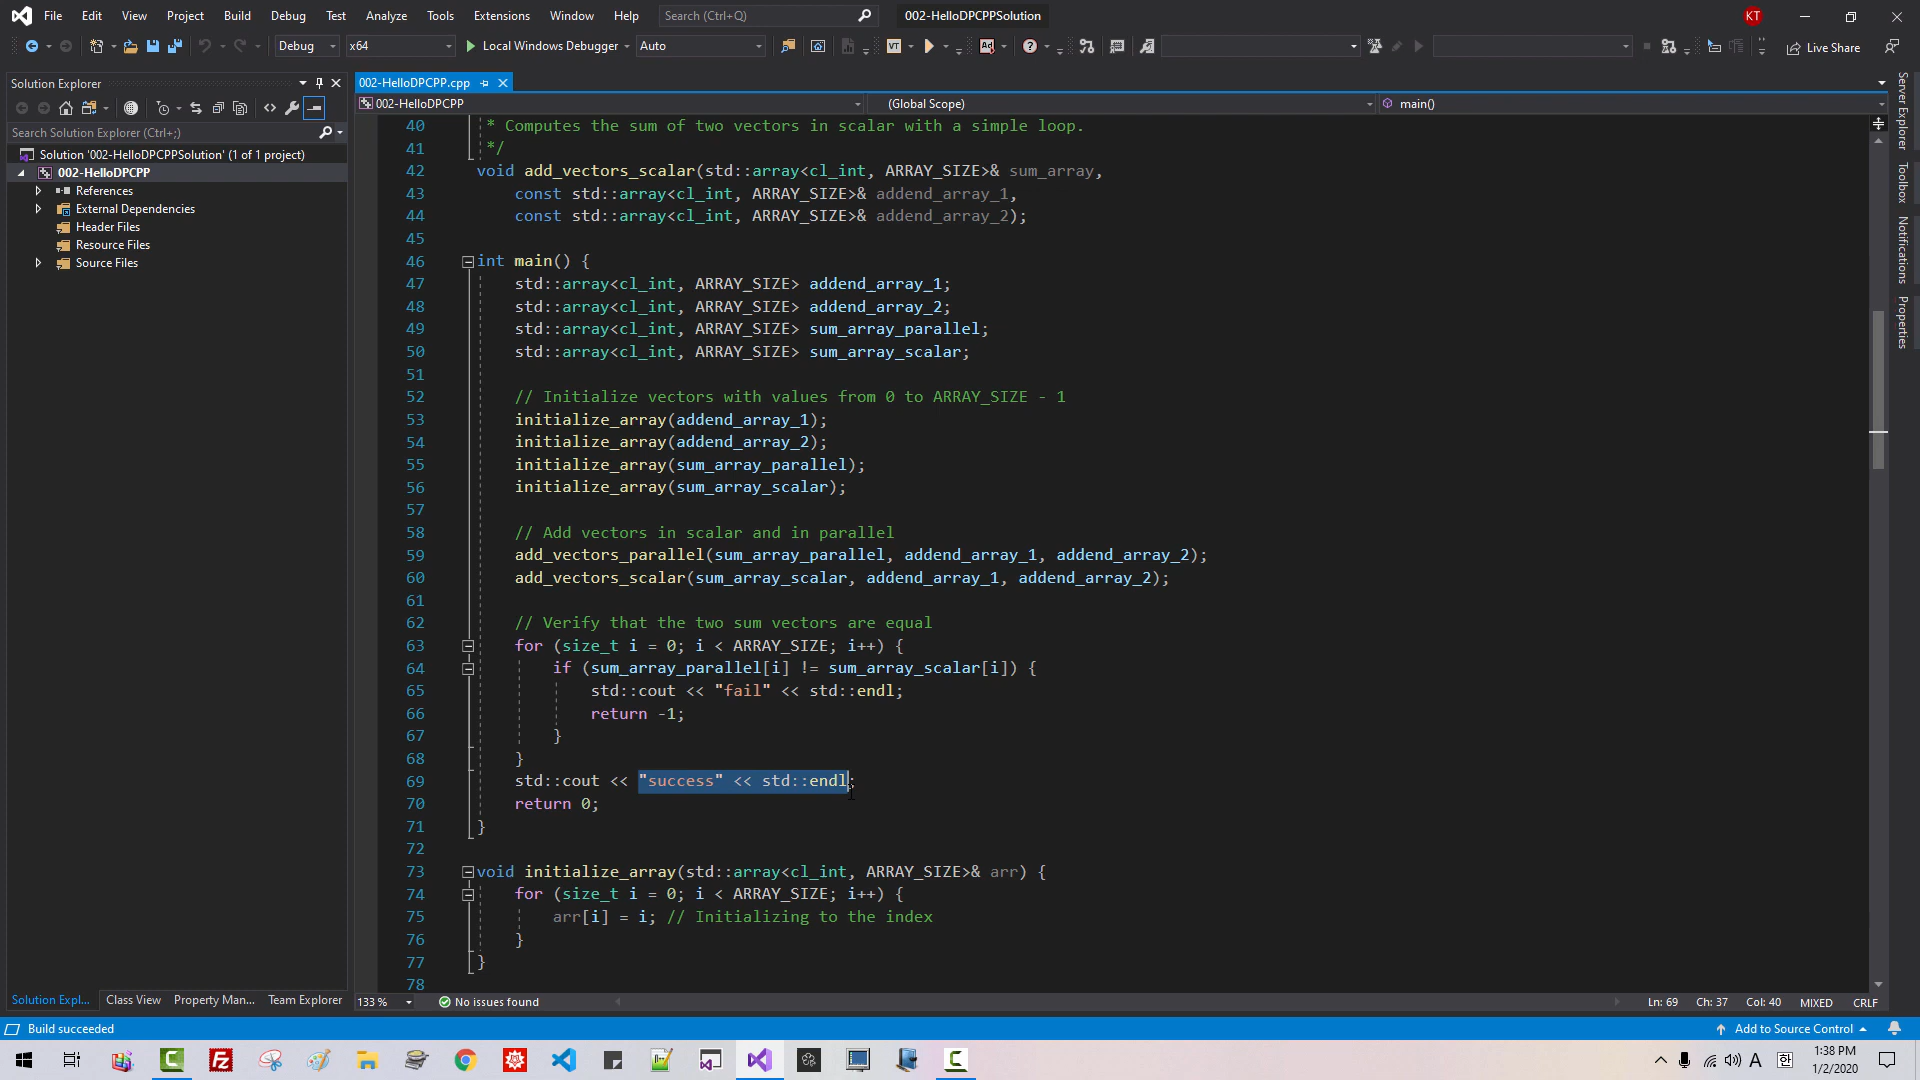 File Edit View Project Build Debug Test Analyze Tools Extensions Window Help Search (Ctrl+Q) 002-HelloDPCPPSolution KT
Debug x64 Local Windows Debugger Auto Live Share
Solution Explorer
Search Solution Explorer (Ctrl+;)
Solution '002-HelloDPCPPSolution' (1 of 1 project)
002-HelloDPCPP
References
External Dependencies
Header Files
Resource Files
Source Files
Solution Expl... Class View Property Man... Team Explorer
002-HelloDPCPP.cpp
002-HelloDPCPP (Global Scope) main()
40 * Computes the sum of two vectors in scalar with a simple loop.
41 */
42 void add_vectors_scalar(std::array<cl_int, ARRAY_SIZE>& sum_array,
43 const std::array<cl_int, ARRAY_SIZE>& addend_array_1,
44 const std::array<cl_int, ARRAY_SIZE>& addend_array_2);
45
46 int main() {
47 std::array<cl_int, ARRAY_SIZE> addend_array_1;
48 std::array<cl_int, ARRAY_SIZE> addend_array_2;
49 std::array<cl_int, ARRAY_SIZE> sum_array_parallel;
50 std::array<cl_int, ARRAY_SIZE> sum_array_scalar;
51
52 // Initialize vectors with values from 0 to ARRAY_SIZE - 1
53 initialize_array(addend_array_1);
54 initialize_array(addend_array_2);
55 initialize_array(sum_array_parallel);
56 initialize_array(sum_array_scalar);
57
58 // Add vectors in scalar and in parallel
59 add_vectors_parallel(sum_array_parallel, addend_array_1, addend_array_2);
60 add_vectors_scalar(sum_array_scalar, addend_array_1, addend_array_2);
61
62 // Verify that the two sum vectors are equal
63 for (size_t i = 0; i < ARRAY_SIZE; i++) {
64 if (sum_array_parallel[i] != sum_array_scalar[i]) {
65 std::cout << "fail" << std::endl;
66 return -1;
67 }
68 }
69 std::cout << "success" << std::endl;
70 return 0;
71 }
72
73 void initialize_array(std::array<cl_int, ARRAY_SIZE>& arr) {
74 for (size_t i = 0; i < ARRAY_SIZE; i++) {
75 arr[i] = i; // Initializing to the index
76 }
77 }
78
133 % No issues found Ln: 69 Ch: 37 Col: 40 MIXED CRLF
Server Explorer
Toolbox
Notifications
Properties
Build succeeded Add to Source Control
A 한 1:38 PM
1/2/2020